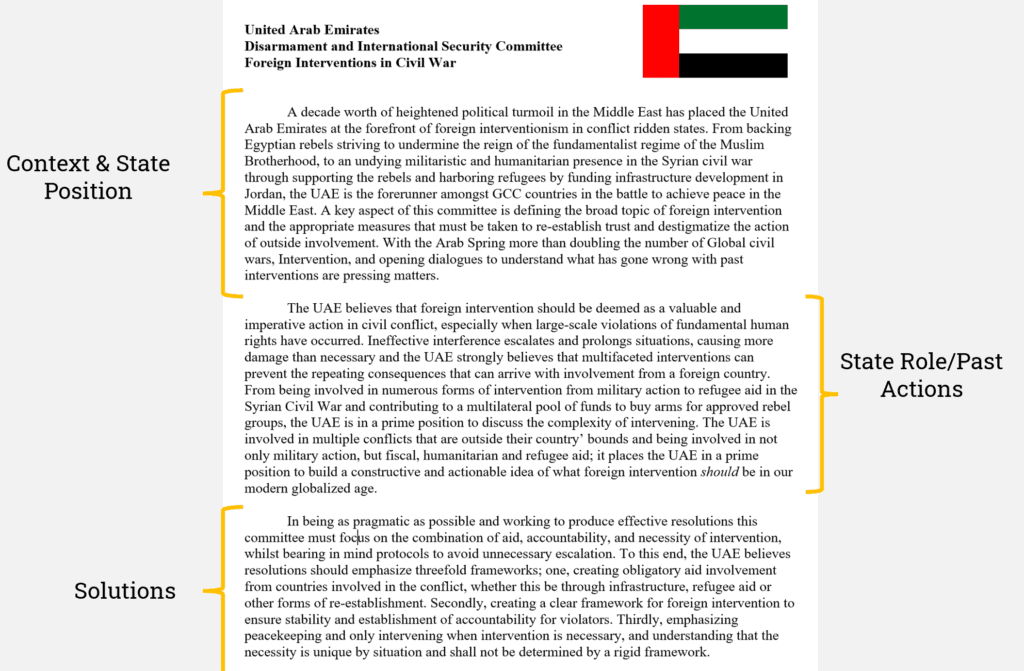 United Arab Emirates
Disarmament and International Security Committee
Foreign Interventions in Civil War
Context & State
Position
A decade worth of heightened political turmoil in the Middle East has placed the United
Arab Emirates at the forefront of foreign interventionism in conflict ridden states. From backing
Egyptian rebels striving to undermine the reign of the fundamentalist regime of the Muslim
Brotherhood, to an undying militaristic and humanitarian presence in the Syrian civil war
through supporting the rebels and harboring refugees by funding infrastructure development in
Jordan, the UAE is the forerunner amongst GCC countries in the battle to achieve peace in the
Middle East. A key aspect of this committee is defining the broad topic of foreign intervention
and the appropriate measures that must be taken to re-establish trust and destigmatize the action
of outside involvement. With the Arab Spring more than doubling the number of Global civil
wars, Intervention, and opening dialogues to understand what has gone wrong with past
interventions are pressing matters.
State Role/Past
Actions
The UAE believes that foreign intervention should be deemed as a valuable and
imperative action in civil conflict, especially when large-scale violations of fundamental human
rights have occurred. Ineffective interference escalates and prolongs situations, causing more
damage than necessary and the UAE strongly believes that multifaceted interventions can
prevent the repeating consequences that can arrive with involvement from a foreign country.
From being involved in numerous forms of intervention from military action to refugee aid in the
Syrian Civil War and contributing to a multilateral pool of funds to buy arms for approved rebel
groups, the UAE is in a prime position to discuss the complexity of intervening. The UAE is
involved in multiple conflicts that are outside their country’ bounds and being involved in not
only military action, but fiscal, humanitarian and refugee aid; it places the UAE in a prime
position to build a constructive and actionable idea of what foreign intervention should be in our
modern globalized age.
Solutions
In being as pragmatic as possible and working to produce effective resolutions this
committee must focus on the combination of aid, accountability, and necessity of intervention,
whilst bearing in mind protocols to avoid unnecessary escalation. To this end, the UAE believes
resolutions should emphasize threefold frameworks; one, creating obligatory aid involvement
from countries involved in the conflict, whether this be through infrastructure, refugee aid or
other forms of re-establishment. Secondly, creating a clear framework for foreign intervention to
ensure stability and establishment of accountability for violators. Thirdly, emphasizing
peacekeeping and only intervening when intervention is necessary, and understanding that the
necessity is unique by situation and shall not be determined by a rigid framework.